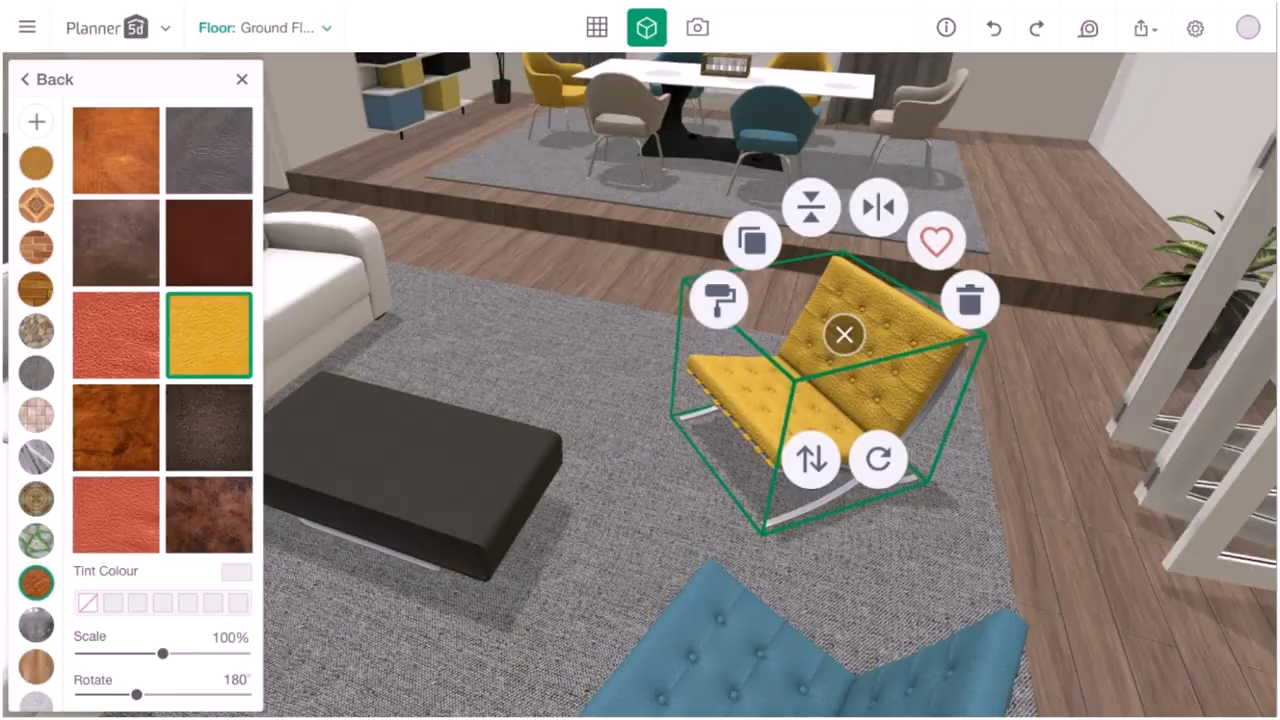 Planner 5d
Floor: Ground Fl...
Back
Tint Colour
Scale 100%
Rotate 180°